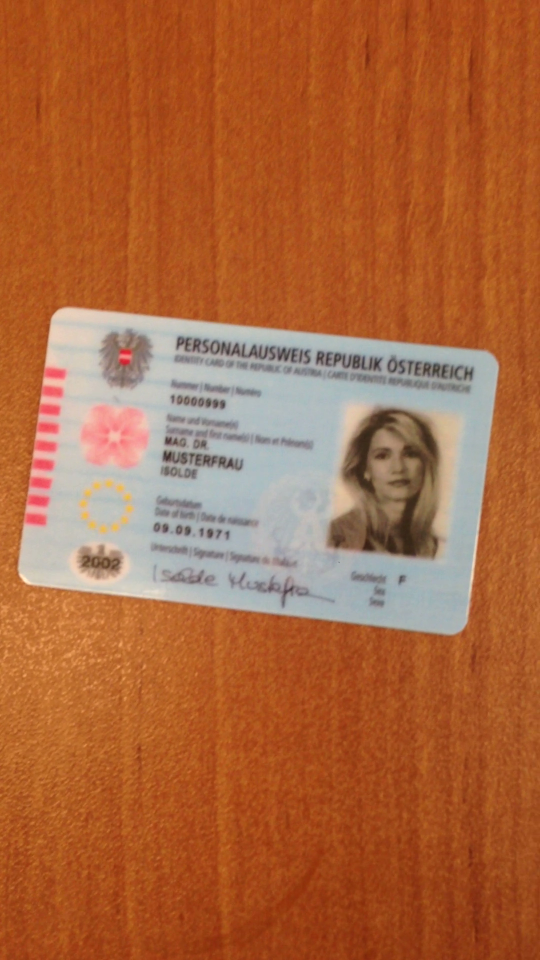 PERSONALAUSWEIS REPUBLIK ÖSTERREICH
IDENTITY CARD OF THE REPUBLIC OF AUSTRIA | CARTE D'IDENTITÉ RÉPUBLIQUE D'AUTRICHE
Nummer | Number | Numéro
10000999
Name und Vorname(n)
Surname and first name(s) | Nom et Prénom(s)
MAG. DR.
MUSTERFRAU
ISOLDE
Geburtsdatum
Date of birth | Date de naissance
09.09.1971
Unterschrift | Signature | Signature du titulaire
Isolde Musterfra
Geschlecht F
Sex
Sexe
2002